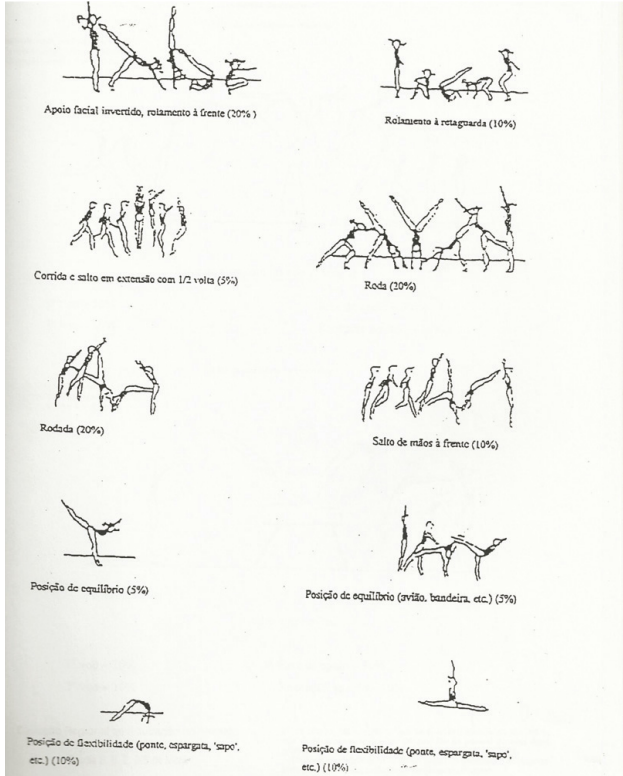 Apoio facial invertido, rolamento à frente (20% )
Rolamento à retaguarda (10%)
Corrida e salto em extensão com 1/2 volta (5%)
Roda (20%)
Rodada (20%)
Salto de mãos à frente (10%)
Posição de equilíbrio (5%)
Posição de equilíbrio (avião, bandeira, etc.) (5%)
Posição de flexibilidade (ponte, espargata, 'sapo',
etc.) (10%)
Posição de flexibilidade (ponte, espargata, 'sapo',
etc.) (10%)